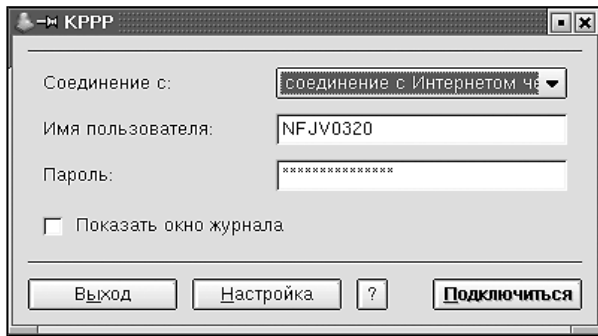 KPPP
Соединение с: соединение с Интернетом че
Имя пользователя: NFJV0320
Пароль: ***************
Показать окно журнала
Выход Настройка ? Подключиться